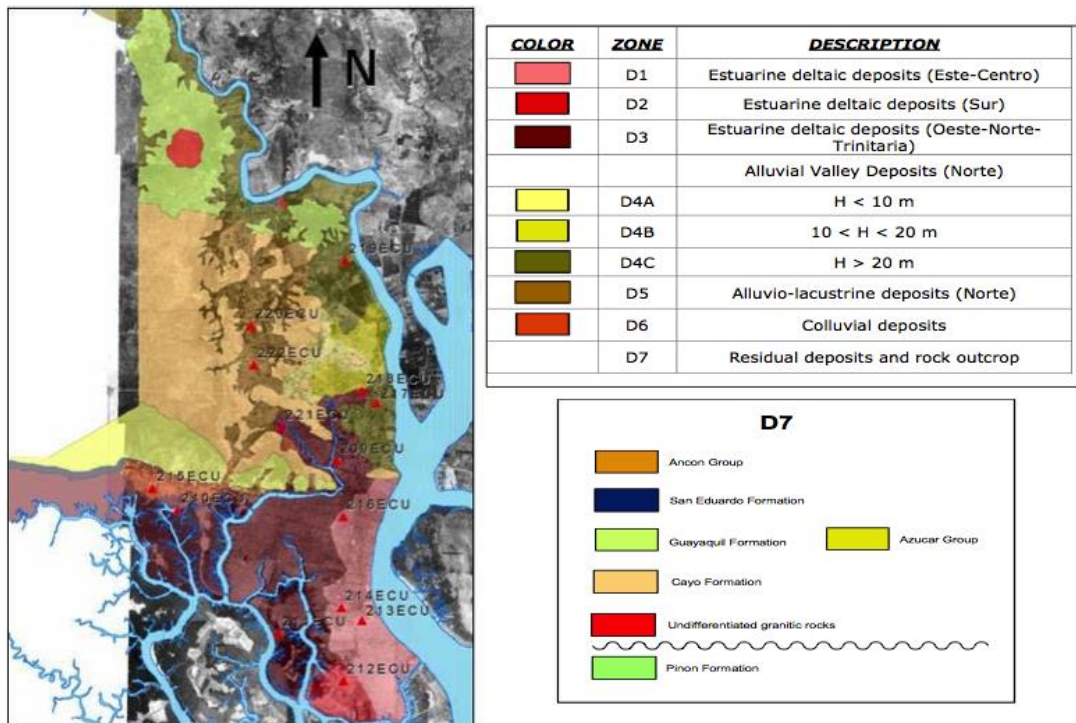 N
219ECU
220ECU
222ECU
218ECU
217ECU
221ECU
209ECU
215ECU
210ECU
216ECU
214ECU
213ECU
212ECU
COLOR ZONE DESCRIPTION
D1 Estuarine deltaic deposits (Este-Centro)
D2 Estuarine deltaic deposits (Sur)
D3 Estuarine deltaic deposits (Oeste-Norte-
Trinitaria)
Alluvial Valley Deposits (Norte)
D4A H < 10 m
D4B 10 < H < 20 m
D4C H > 20 m
D5 Alluvio-lacustrine deposits (Norte)
D6 Colluvial deposits
D7 Residual deposits and rock outcrop
D7
Ancon Group
San Eduardo Formation
Guayaquil Formation Azucar Group
Cayo Formation
Undifferentiated granitic rocks
Pinon Formation